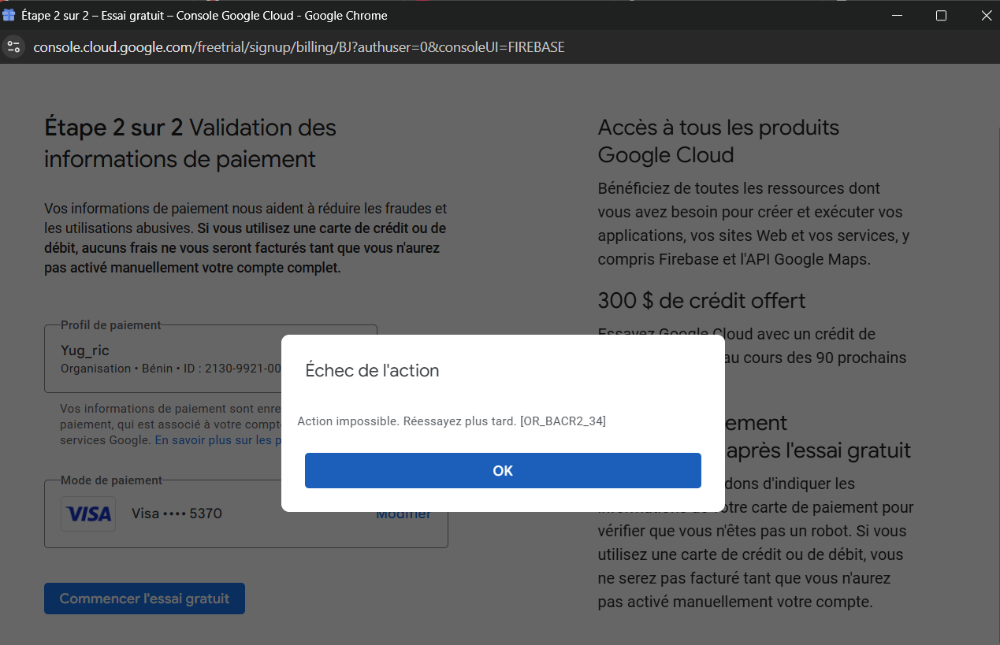 Étape 2 sur 2 – Essai gratuit – Console Google Cloud - Google Chrome
console.cloud.google.com/freetrial/signup/billing/BJ?authuser=0&consoleUI=FIREBASE
Étape 2 sur 2 Validation des
informations de paiement
Vos informations de paiement nous aident à réduire les fraudes et
les utilisations abusives. Si vous utilisez une carte de crédit ou de
débit, aucuns frais ne vous seront facturés tant que vous n'aurez
pas activé manuellement votre compte complet.
Profil de paiement
Yug_ric
Organisation • Bénin • ID : 2130-9921-00
Vos informations de paiement sont enre
paiement, qui est associé à votre compt
services Google. En savoir plus sur les p
Mode de paiement
VISA
Visa •••• 5370
Modifier
Commencer l'essai gratuit
Échec de l'action
Action impossible. Réessayez plus tard. [OR_BACR2_34]
OK
Accès à tous les produits
Google Cloud
Bénéficiez de toutes les ressources dont
vous avez besoin pour créer et exécuter vos
applications, vos sites Web et vos services, y
compris Firebase et l'API Google Maps.
300 $ de crédit offert
Essayez Google Cloud avec un crédit de
au cours des 90 prochains
ement
après l'essai gratuit
dons d'indiquer les
votre carte de paiement pour
vérifier que vous n'êtes pas un robot. Si vous
utilisez une carte de crédit ou de débit, vous
ne serez pas facturé tant que vous n'aurez
pas activé manuellement votre compte.